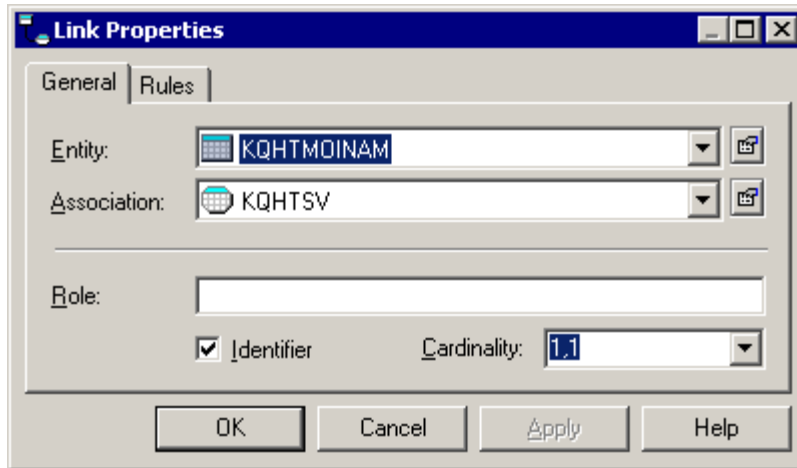 Link Properties
General Rules
Entity: KQHTMOINAM
Association: KQHTSV
Role:
Identifier Cardinality: 1,1
OK Cancel Apply Help